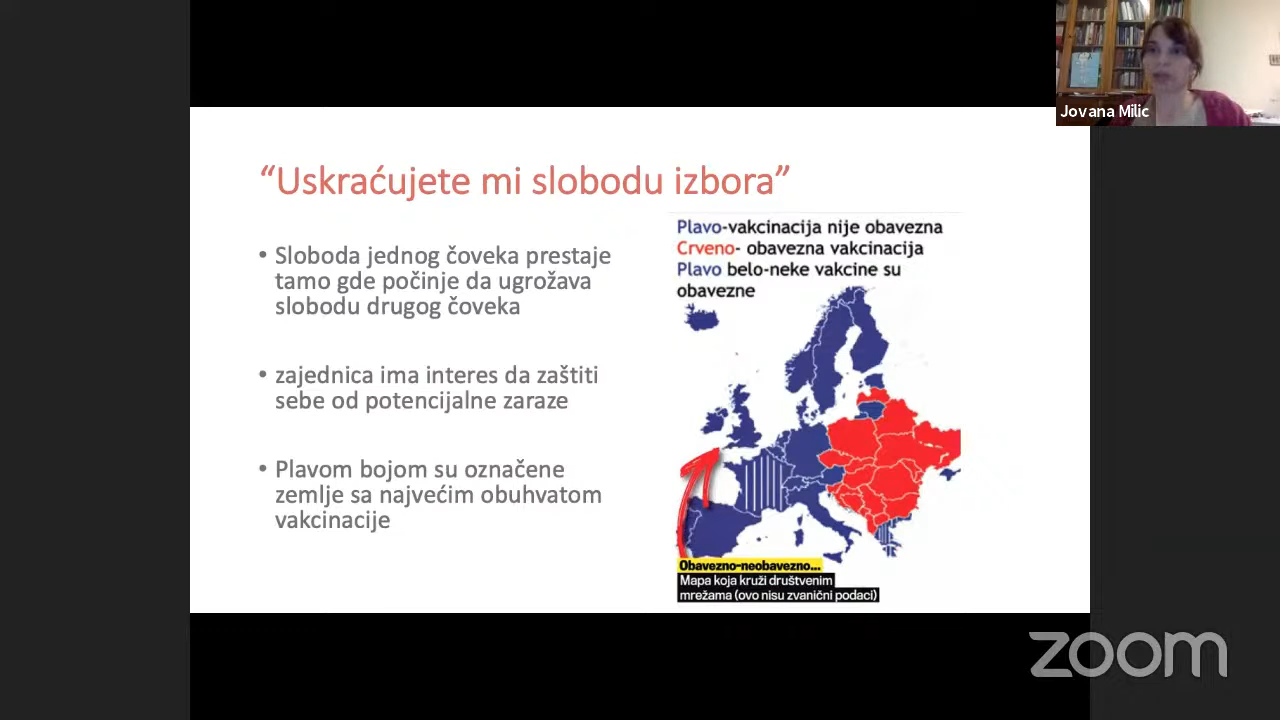 Jovana Milic
“Uskraćujete mi slobodu izbora”
• Sloboda jednog čoveka prestaje
tamo gde počinje da ugrožava
slobodu drugog čoveka
• zajednica ima interes da zaštiti
sebe od potencijalne zaraze
• Plavom bojom su označene
zemlje sa najvećim obuhvatom
vakcinacije
Plavo-vakcinacija nije obavezna
Crveno- obavezna vakcinacija
Plavo belo-neke vakcine su
obavezne
Obavezno-neobavezno...
Mapa koja kruži društvenim
mrežama (ovo nisu zvanični podaci)
zoom